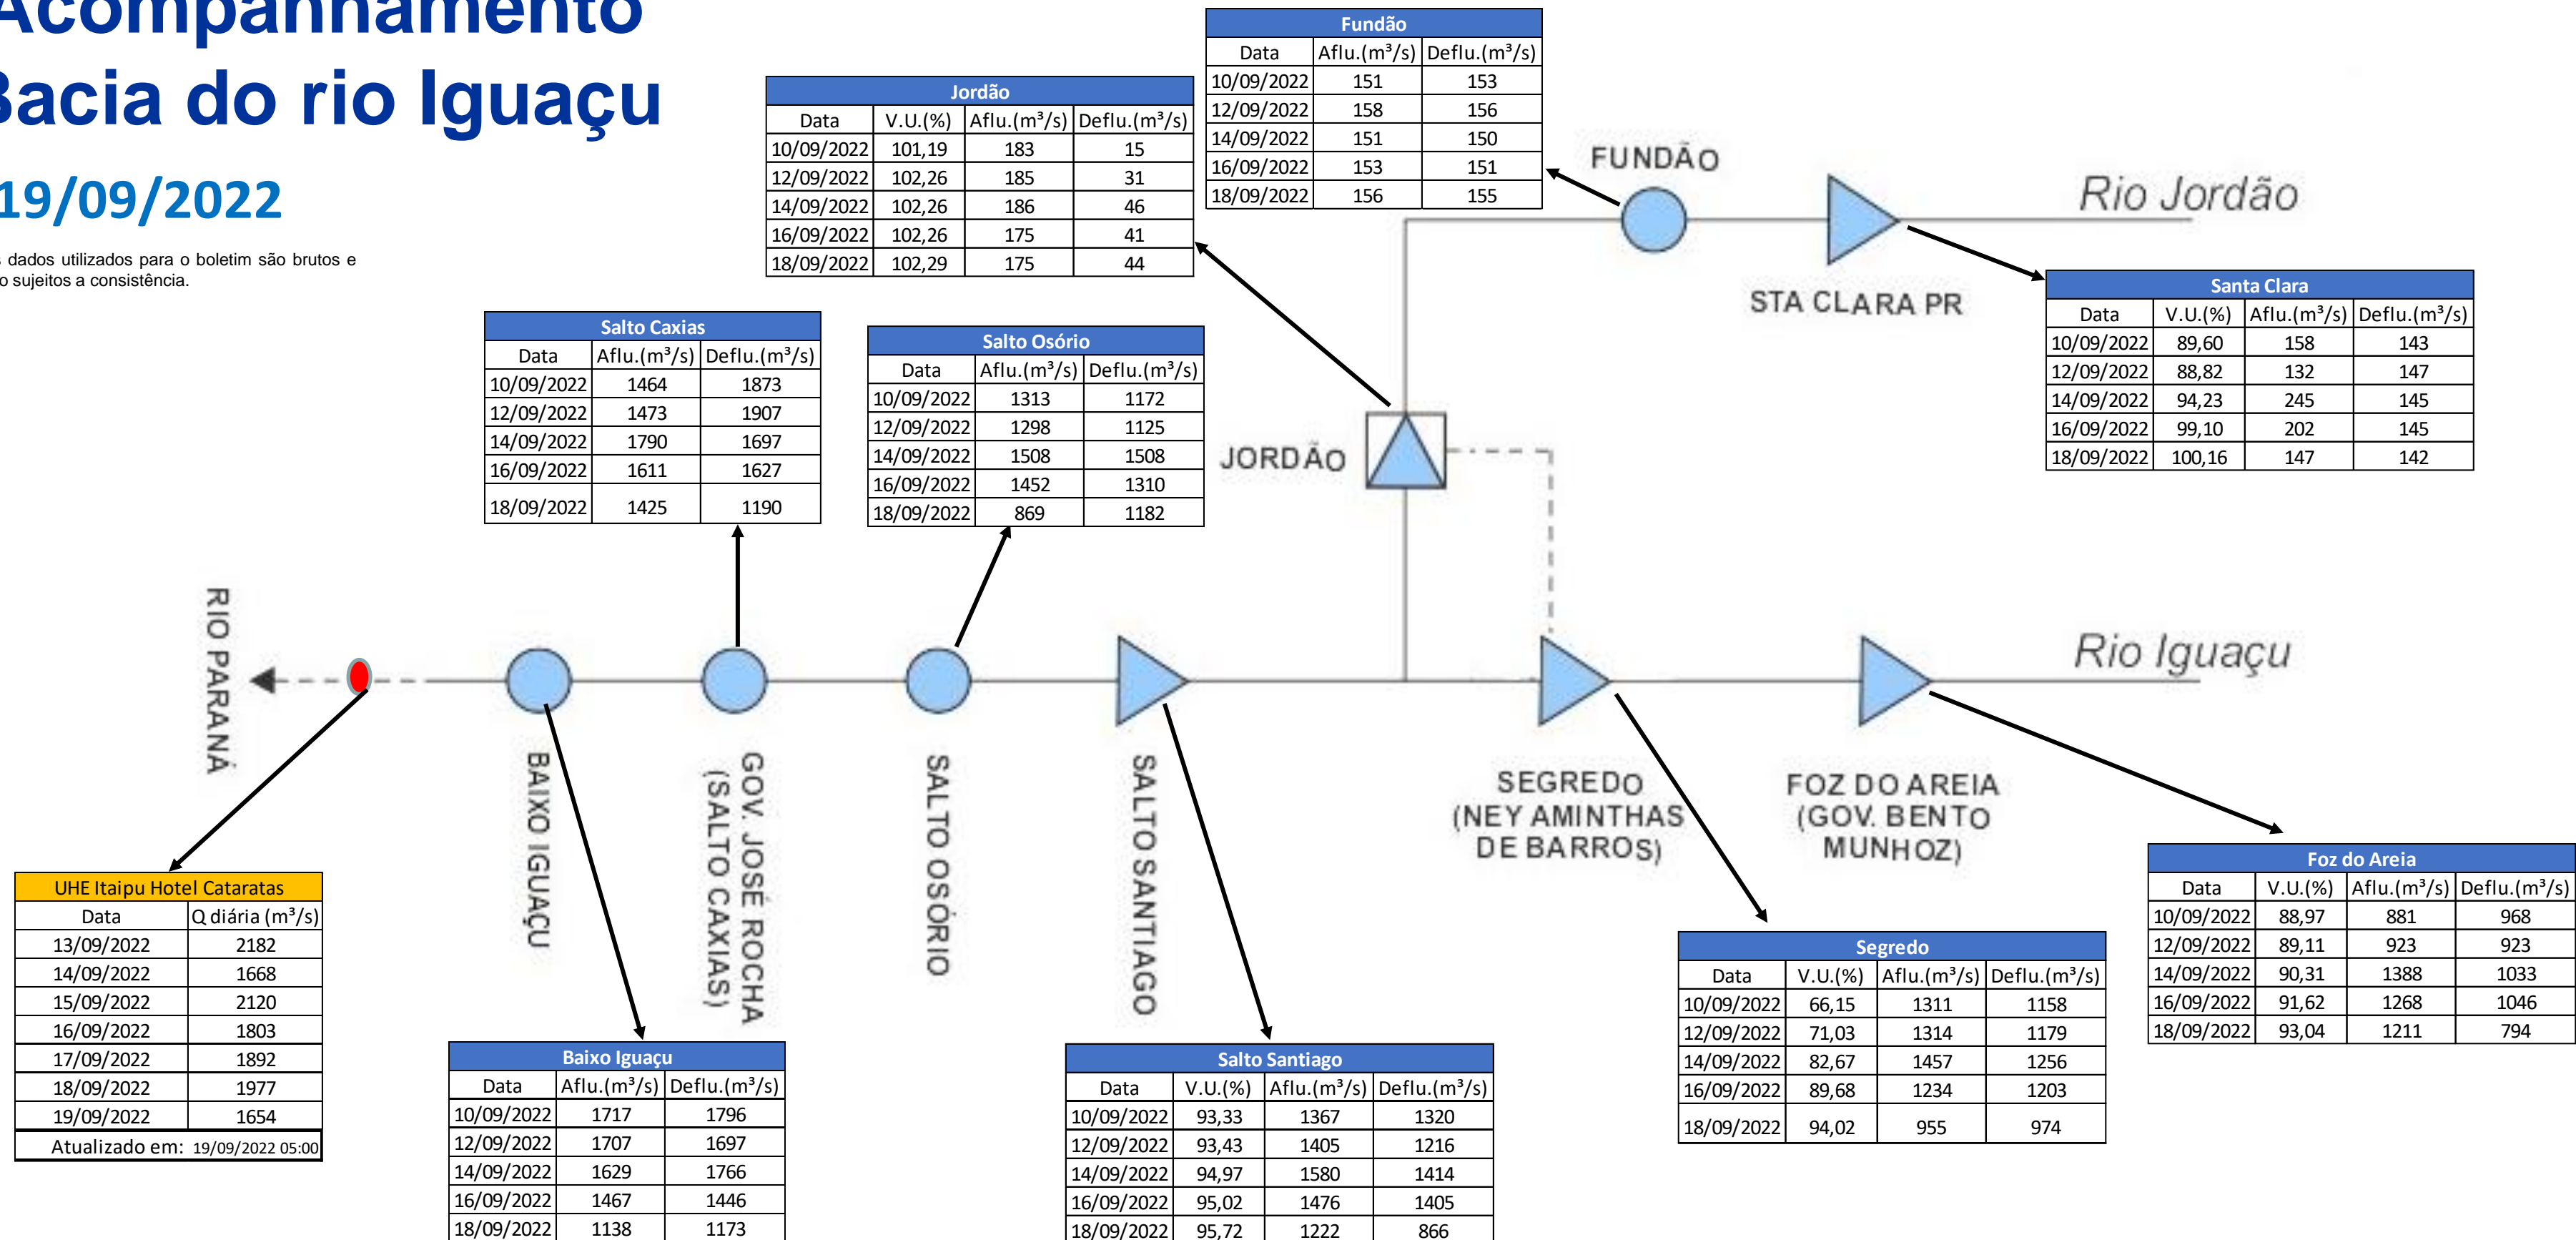 Acompanhamento
Bacia do rio Iguaçu
19/09/2022
dados utilizados para o boletim são brutos e
sujeitos a consistência.
Fundão
Data Aflu.(m³/s) Deflu.(m³/s)
10/09/2022 151 153
12/09/2022 158 156
14/09/2022 151 150
16/09/2022 153 151
18/09/2022 156 155
Jordão
Data V.U.(%) Aflu.(m³/s) Deflu.(m³/s)
10/09/2022 101,19 183 15
12/09/2022 102,26 185 31
14/09/2022 102,26 186 46
16/09/2022 102,26 175 41
18/09/2022 102,29 175 44
FUNDÃO
Rio Jordão
STA CLARA PR
Santa Clara
Data V.U.(%) Aflu.(m³/s) Deflu.(m³/s)
10/09/2022 89,60 158 143
12/09/2022 88,82 132 147
14/09/2022 94,23 245 145
16/09/2022 99,10 202 145
18/09/2022 100,16 147 142
Salto Caxias
Data Aflu.(m³/s) Deflu.(m³/s)
10/09/2022 1464 1873
12/09/2022 1473 1907
14/09/2022 1790 1697
16/09/2022 1611 1627
18/09/2022 1425 1190
Salto Osório
Data Aflu.(m³/s) Deflu.(m³/s)
10/09/2022 1313 1172
12/09/2022 1298 1125
14/09/2022 1508 1508
16/09/2022 1452 1310
18/09/2022 869 1182
JORDÃO
RIO PARANÁ
Rio Iguaçu
BAIXO IGUAÇU
GOV. JOSÉ ROCHA
(SALTO CAXIAS)
SALTO OSÓRIO
SALTO SANTIAGO
SEGREDO
(NEY AMINTHAS
DE BARROS)
FOZ DO AREIA
(GOV. BENTO
MUNHOZ)
UHE Itaipu Hotel Cataratas
Data Q diária (m³/s)
13/09/2022 2182
14/09/2022 1668
15/09/2022 2120
16/09/2022 1803
17/09/2022 1892
18/09/2022 1977
19/09/2022 1654
Atualizado em: 19/09/2022 05:00
Baixo Iguaçu
Data Aflu.(m³/s) Deflu.(m³/s)
10/09/2022 1717 1796
12/09/2022 1707 1697
14/09/2022 1629 1766
16/09/2022 1467 1446
18/09/2022 1138 1173
Salto Santiago
Data V.U.(%) Aflu.(m³/s) Deflu.(m³/s)
10/09/2022 93,33 1367 1320
12/09/2022 93,43 1405 1216
14/09/2022 94,97 1580 1414
16/09/2022 95,02 1476 1405
18/09/2022 95,72 1222 866
Segredo
Data V.U.(%) Aflu.(m³/s) Deflu.(m³/s)
10/09/2022 66,15 1311 1158
12/09/2022 71,03 1314 1179
14/09/2022 82,67 1457 1256
16/09/2022 89,68 1234 1203
18/09/2022 94,02 955 974
Foz do Areia
Data V.U.(%) Aflu.(m³/s) Deflu.(m³/s)
10/09/2022 88,97 881 968
12/09/2022 89,11 923 923
14/09/2022 90,31 1388 1033
16/09/2022 91,62 1268 1046
18/09/2022 93,04 1211 794